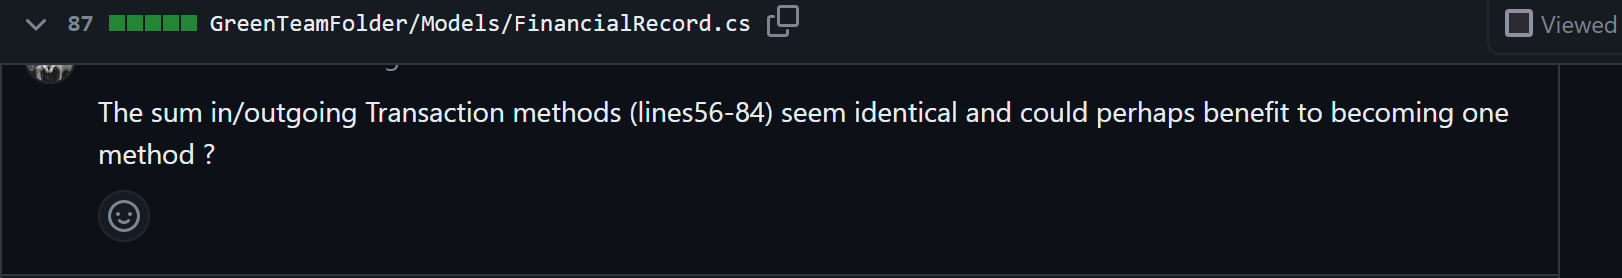 87 GreenTeamFolder/Models/FinancialRecord.cs Viewed
The sum in/outgoing Transaction methods (lines56-84) seem identical and could perhaps benefit to becoming one
method ?